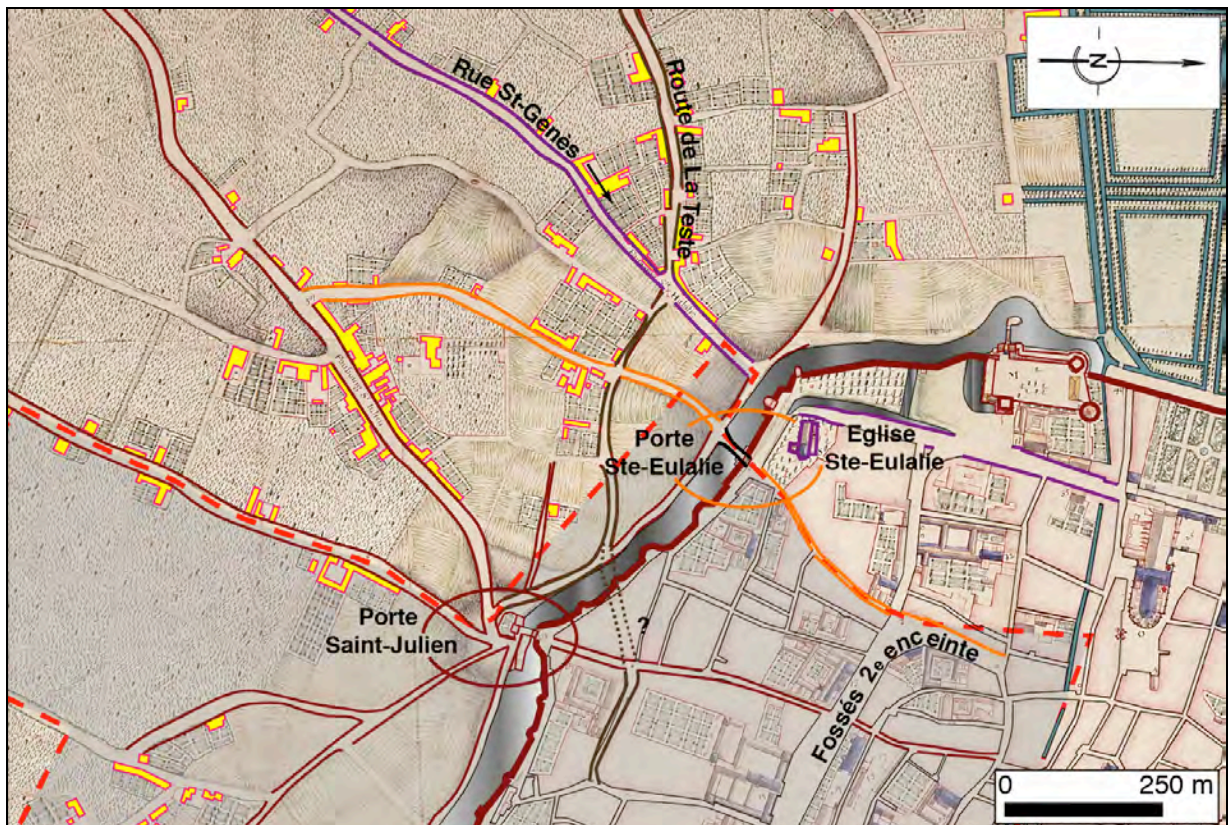 N
Rue St-Genès
Route de La Teste
Porte
Ste-Eulalie
Eglise
Ste-Eulalie
Porte
Saint-Julien
?
Fossés 2e enceinte
0
250 m